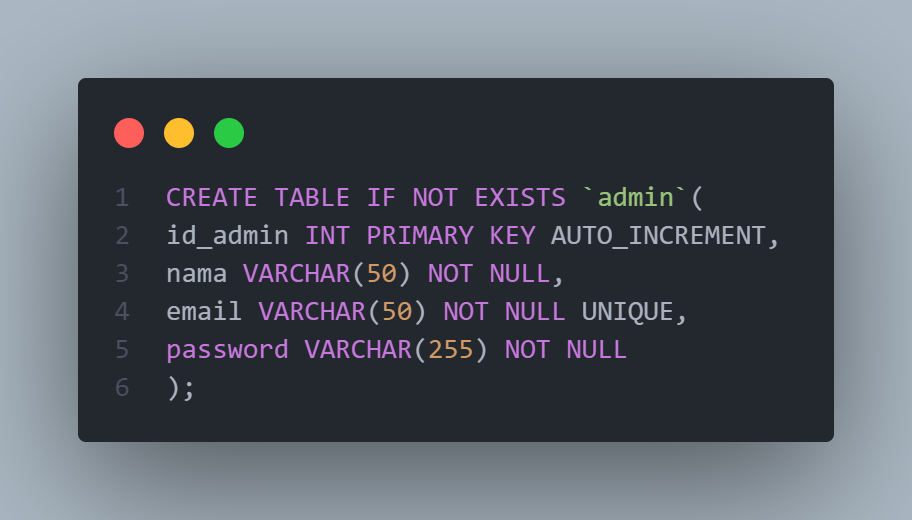 1 CREATE TABLE IF NOT EXISTS `admin`(
2 id_admin INT PRIMARY KEY AUTO_INCREMENT,
3 nama VARCHAR(50) NOT NULL,
4 email VARCHAR(50) NOT NULL UNIQUE,
5 password VARCHAR(255) NOT NULL
6 );